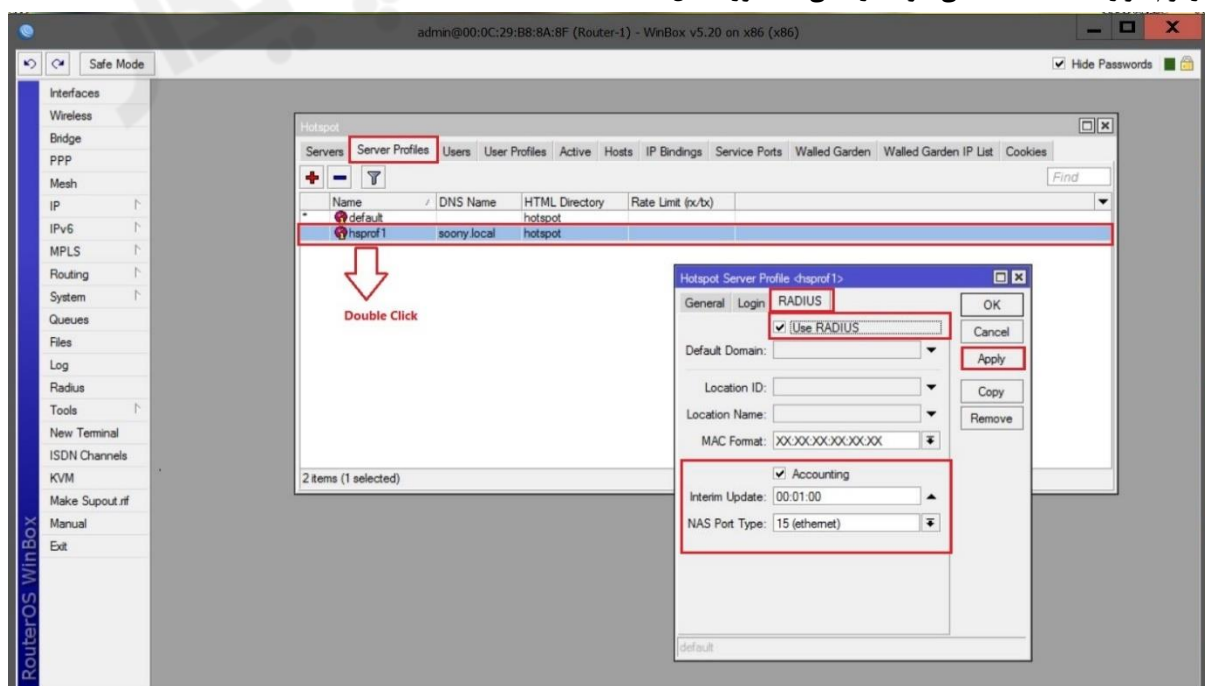 admin@00:0C:29:B8:8A:8F (Router-1) - WinBox v5.20 on x86 (x86)
Safe Mode
Hide Passwords
Interfaces
Wireless
Bridge
PPP
Mesh
IP
IPv6
MPLS
Routing
System
Queues
Files
Log
Radius
Tools
New Terminal
ISDN Channels
KVM
Make Supout.rif
Manual
Exit
RouterOS WinBox
Hotspot
Servers Server Profiles Users User Profiles Active Hosts IP Bindings Service Ports Walled Garden Walled Garden IP List Cookies
Find
Name DNS Name HTML Directory Rate Limit (rx/tx)
* default hotspot
hsprof1 soony.local hotspot
Double Click
2 items (1 selected)
Hotspot Server Profile <hsprof1>
General Login RADIUS
Use RADIUS
Default Domain:
Location ID:
Location Name:
MAC Format: XX:XX:XX:XX:XX:XX
Accounting
Interim Update: 00:01:00
NAS Port Type: 15 (ethernet)
default
OK
Cancel
Apply
Copy
Remove